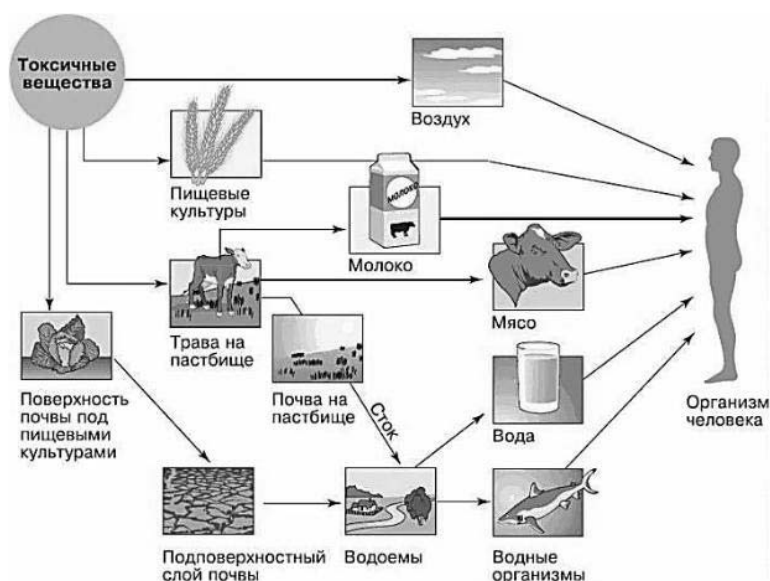 Токсичные
вещества
Воздух
Пищевые
культуры
МОЛОКО
Молоко
Мясо
Трава на
пастбище
Почва на
пастбище
Сток
Поверхность
почвы под
пищевыми
культурами
Вода
Организм
человека
Подповерхностный
слой почвы
Водоемы
Водные
организмы